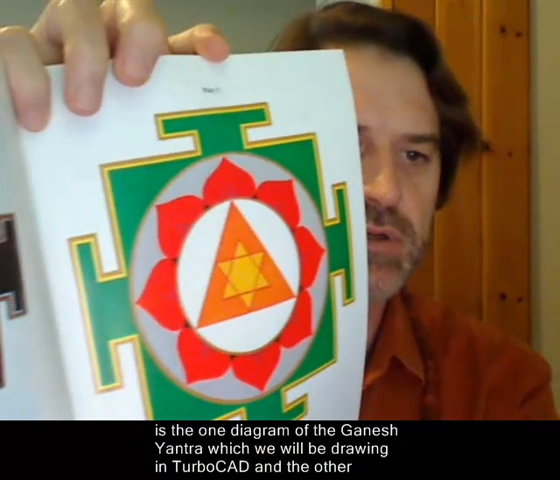 is the one diagram of the Ganesh
Yantra which we will be drawing
in TurboCAD and the other